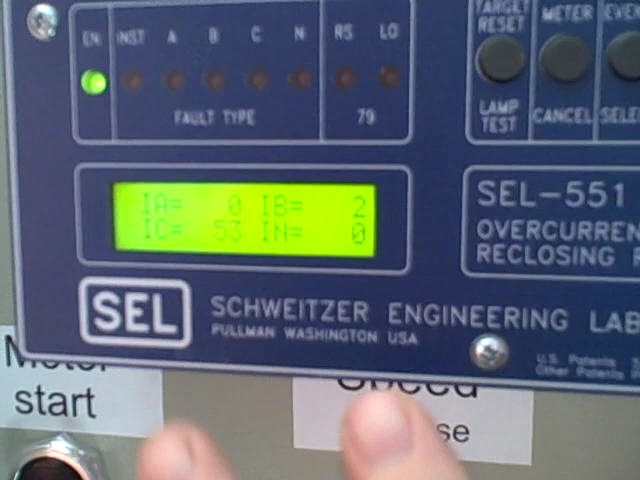 EN INST A B C N RS LO
FAULT TYPE 79
TARGET METER
RESET
LAMP CANCEL
TEST
IA= 0 IB= 2
IC= 53 IN= 0
SEL-551
OVERCURREN
RECLOSING
SEL SCHWEITZER ENGINEERING LAB
PULLMAN WASHINGTON USA
U.S. Patents
Other Patents
Motor
start
Speed
se